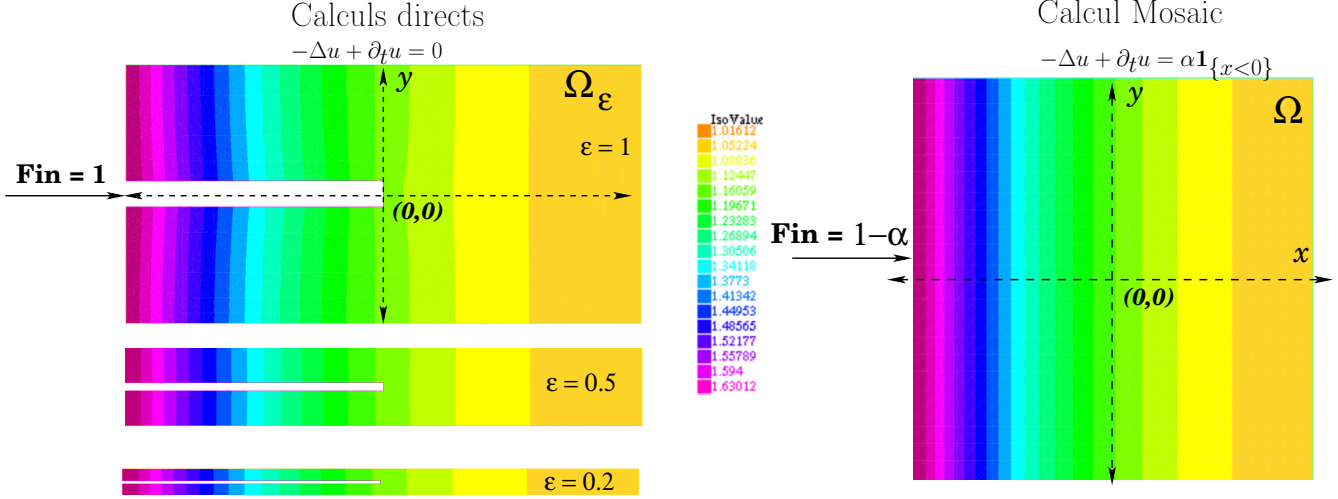 Calculs directs
−Δu + ∂ₜu = 0
y
Ω_ε
ε = 1
Fin = 1
(0,0)
ε = 0.5
ε = 0.2
IsoValue
1.01612
1.05224
1.08836
1.12447
1.16059
1.19671
1.23283
1.26894
1.30506
1.34118
1.3773
1.41342
1.44953
1.48565
1.52177
1.55789
1.594
1.63012
Calcul Mosaic
−Δu + ∂ₜu = α1_{x<0}
y
Ω
Fin = 1−α
x
(0,0)